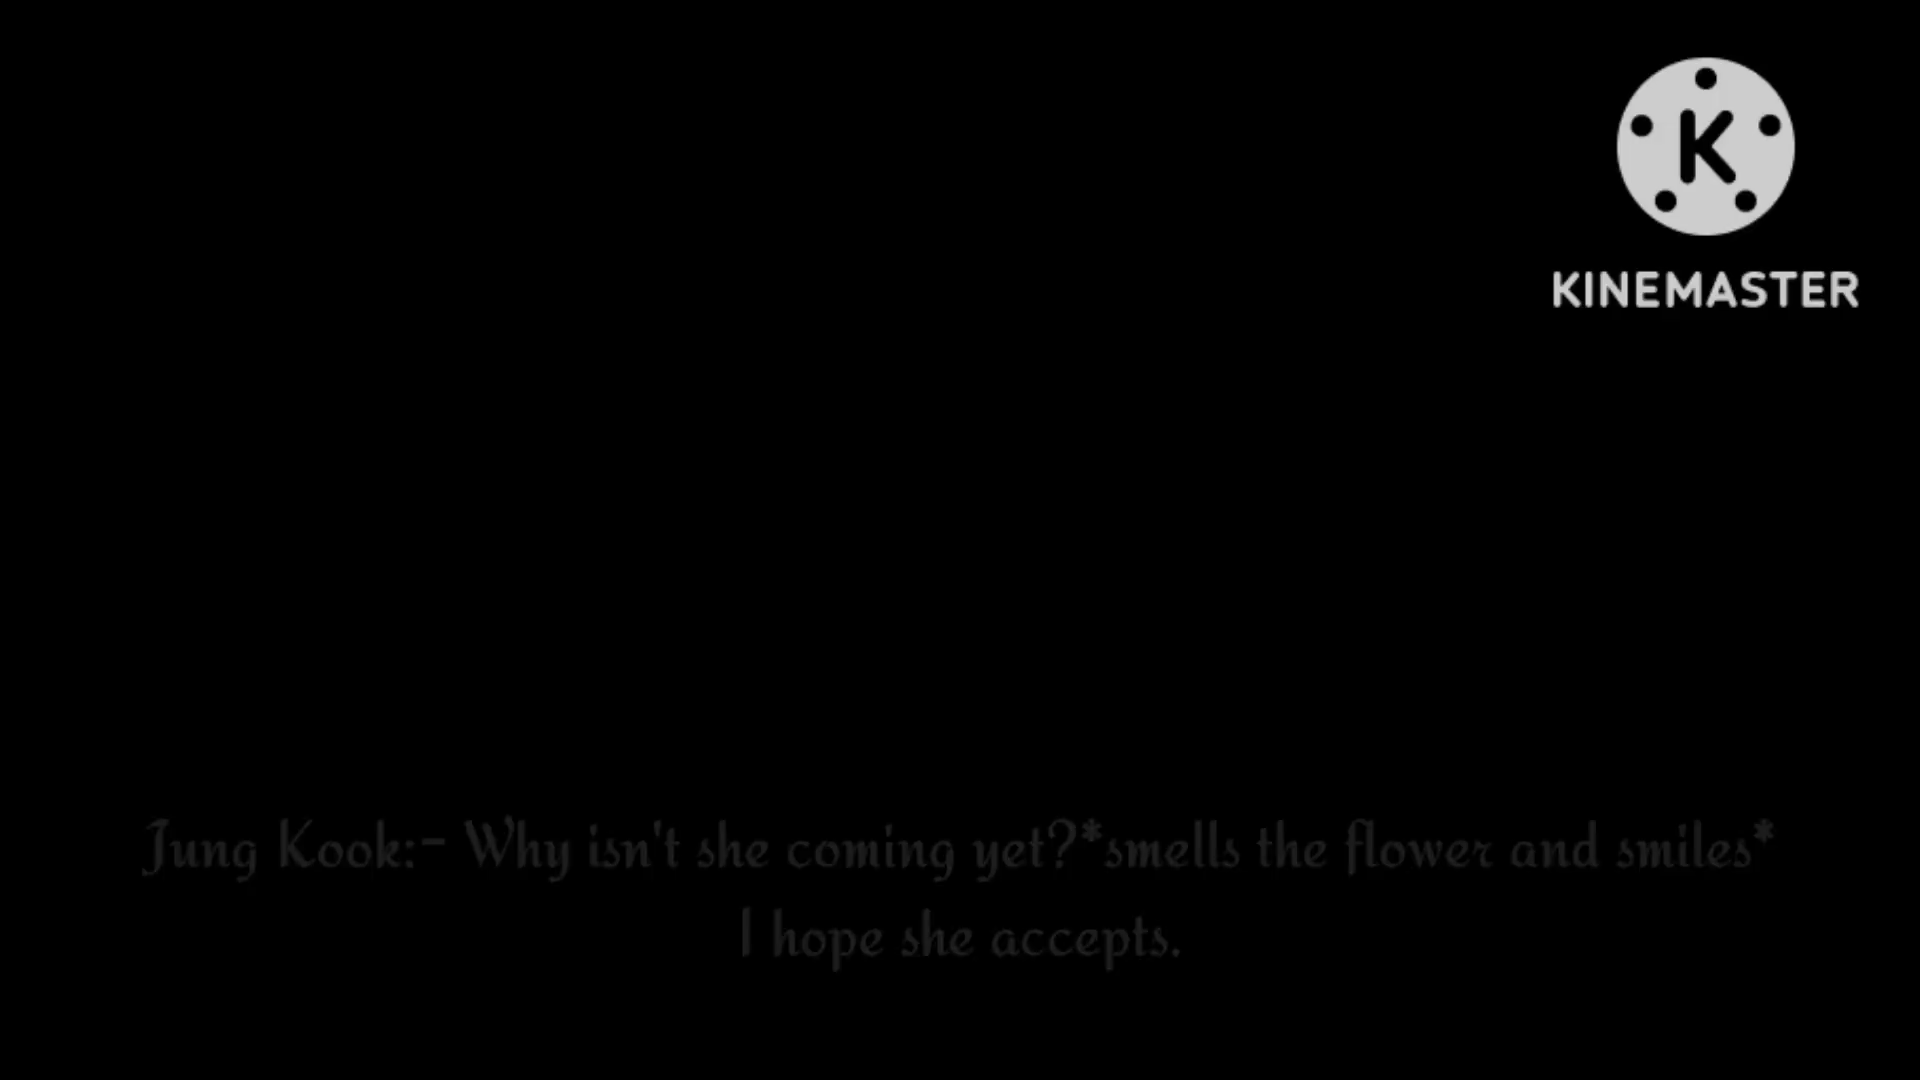 K
KINEMASTER
Jung Kook:- Why isn't she coming yet?*smells the flower and smiles*
I hope she accepts.